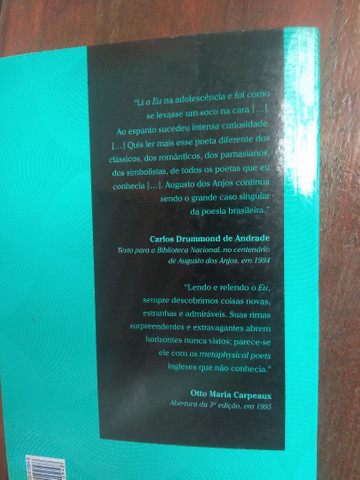 "Li o Eu na adolescência e foi como
se levasse um soco na cara [...].
Ao espanto sucedeu intensa curiosidade.
[...] Quis ler mais esse poeta diferente dos
clássicos, dos românticos, dos parnasianos,
dos simbolistas, de todos os poetas que eu
conhecia [...]. Augusto dos Anjos continua
sendo o grande caso singular
da poesia brasileira."
Carlos Drummond de Andrade
Texto para a Biblioteca Nacional, no centenário
de Augusto dos Anjos, em 1984
"Lendo e relendo o Eu,
sempre descobrimos coisas novas,
estranhas e admiráveis. Suas rimas
surpreendentes e extravagantes abrem
horizontes nunca vistos; parece-se
ele com os metaphysical poets
ingleses que não conhecia."
Otto Maria Carpeaux
Abertura da 3ª edição, em 1995